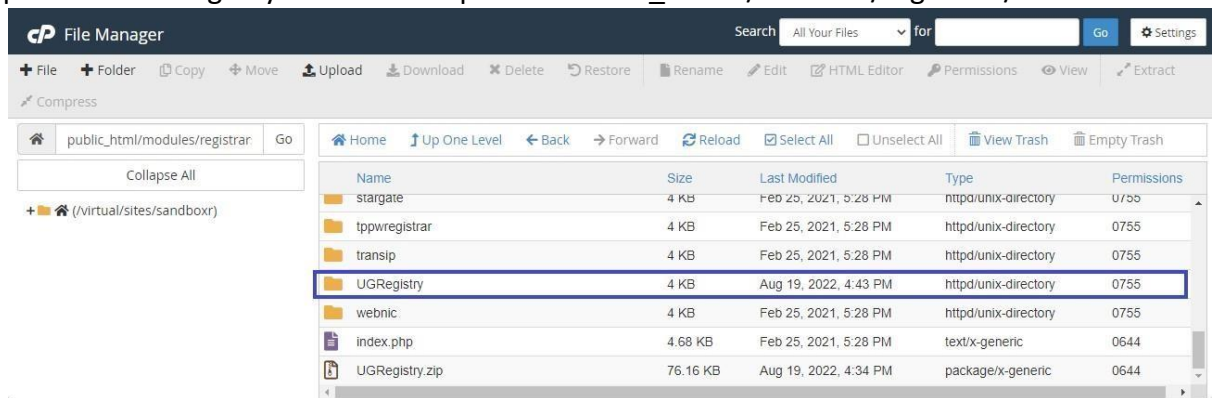 File Manager
Search All Your Files for Go Settings
File Folder Copy Move Upload Download Delete Restore Rename Edit HTML Editor Permissions View Extract
Compress
public_html/modules/registrar Go Home Up One Level Back Forward Reload Select All Unselect All View Trash Empty Trash
Collapse All
(/virtual/sites/sandboxr)
Name Size Last Modified Type Permissions
stargate 4 KB Feb 25, 2021, 5:28 PM httpd/unix-directory 0755
tppwregistrar 4 KB Feb 25, 2021, 5:28 PM httpd/unix-directory 0755
transip 4 KB Feb 25, 2021, 5:28 PM httpd/unix-directory 0755
UGRegistry 4 KB Aug 19, 2022, 4:43 PM httpd/unix-directory 0755
webnic 4 KB Feb 25, 2021, 5:28 PM httpd/unix-directory 0755
index.php 4.68 KB Feb 25, 2021, 5:28 PM text/x-generic 0644
UGRegistry.zip 76.16 KB Aug 19, 2022, 4:34 PM package/x-generic 0644